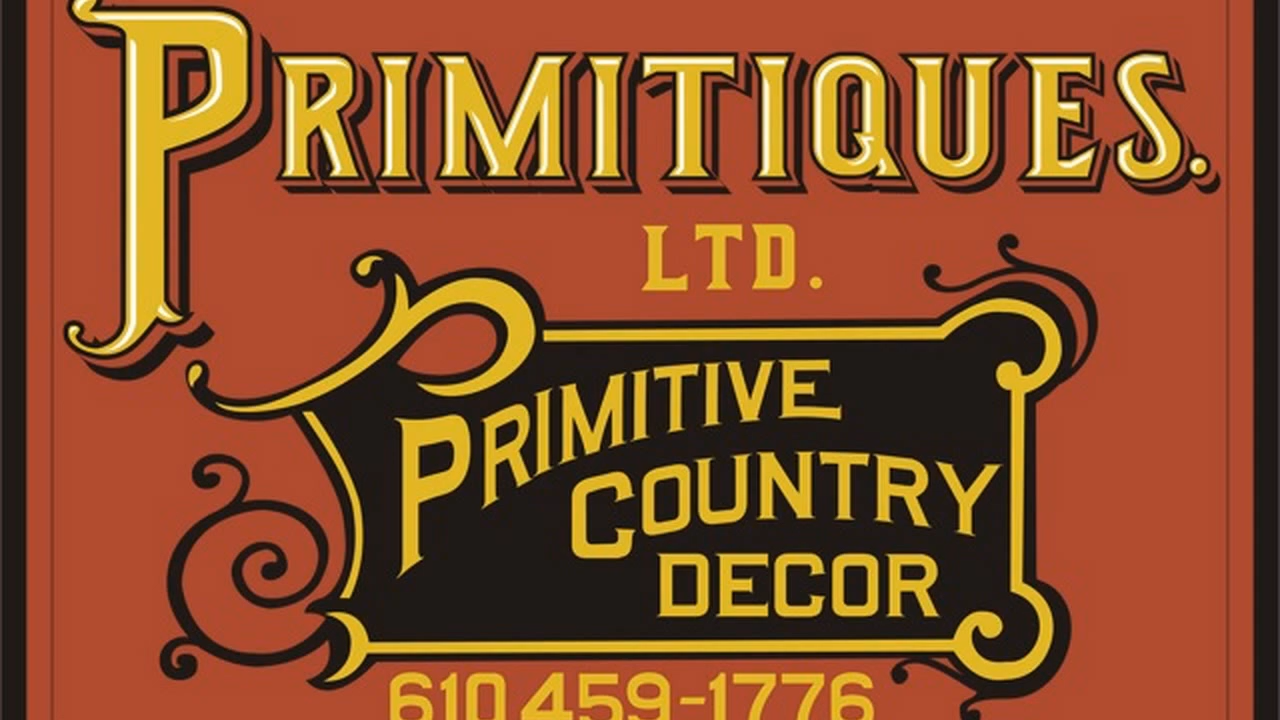 PRIMITIQUES.
LTD.
PRIMITIVE
COUNTRY
DECOR
610 459-1776